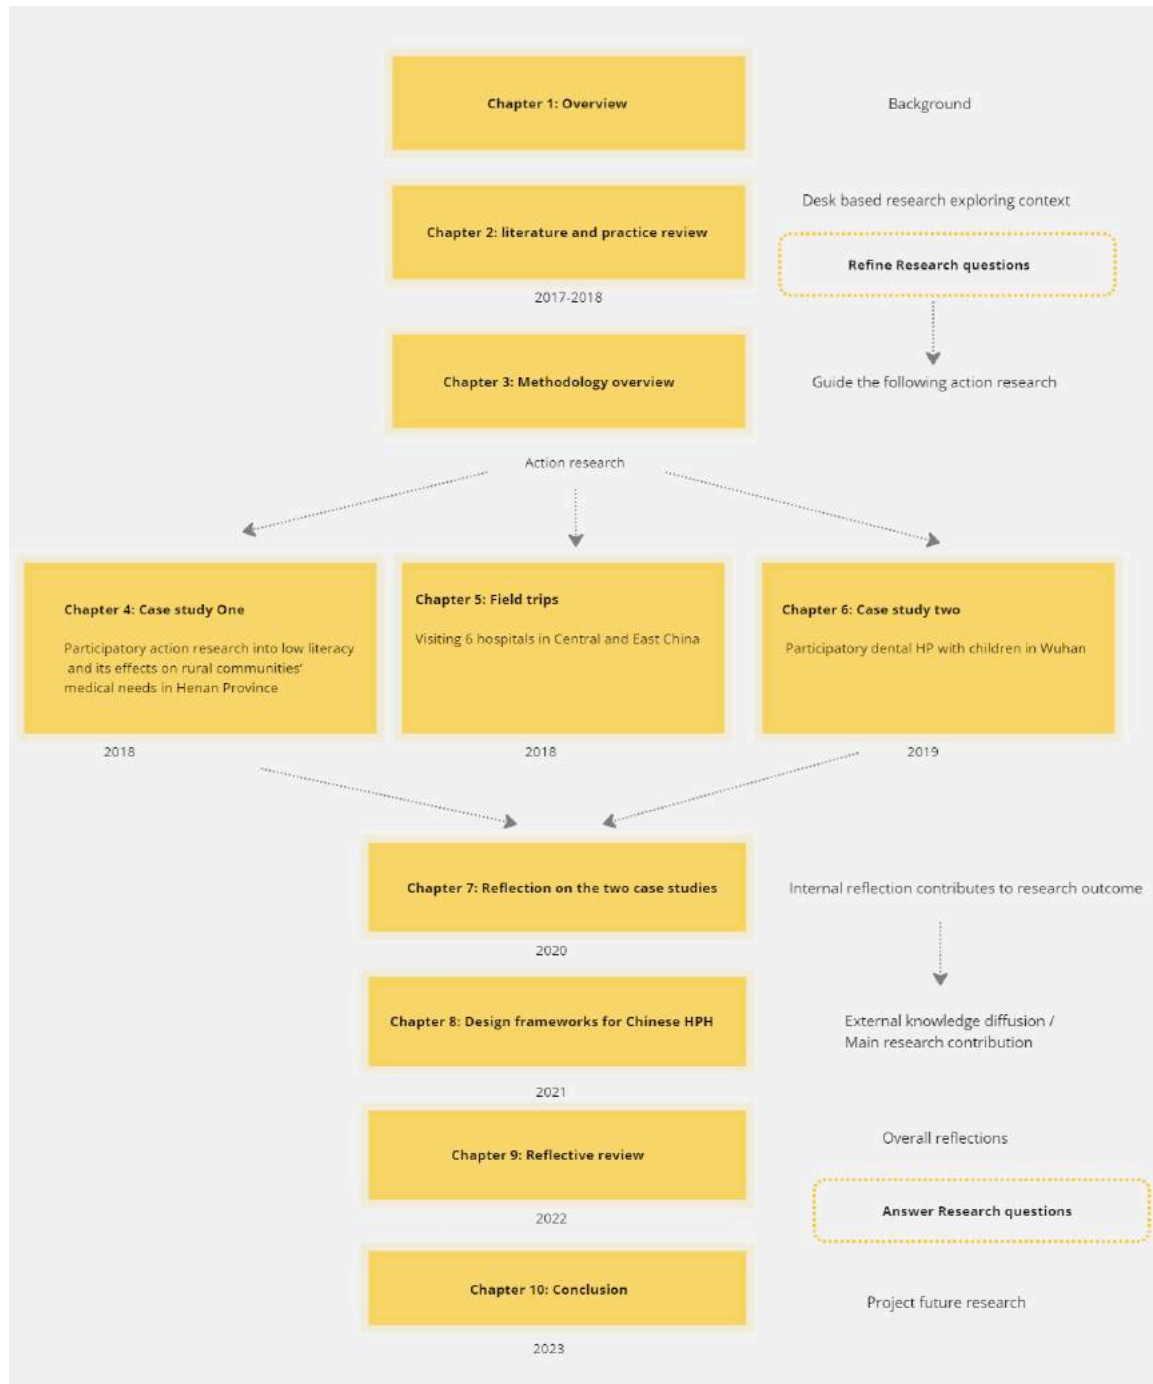 Chapter 1: Overview
Background
Desk based research exploring context
Chapter 2: literature and practice review
Refine Research questions
2017-2018
Chapter 3: Methodology overview
Guide the following action research
Action research
Chapter 4: Case study One
Participatory action research into low literacy
and its effects on rural communities'
medical needs in Henan Province
2018
Chapter 5: Field trips
Visiting 6 hospitals in Central and East China
2018
Chapter 6: Case study two
Participatory dental HP with children in Wuhan
2019
Chapter 7: Reflection on the two case studies
Internal reflection contributes to research outcome
2020
Chapter 8: Design frameworks for Chinese HPH
External knowledge diffusion /
Main research contribution
2021
Overall reflections
Chapter 9: Reflective review
Answer Research questions
2022
Chapter 10: Conclusion
Project future research
2023